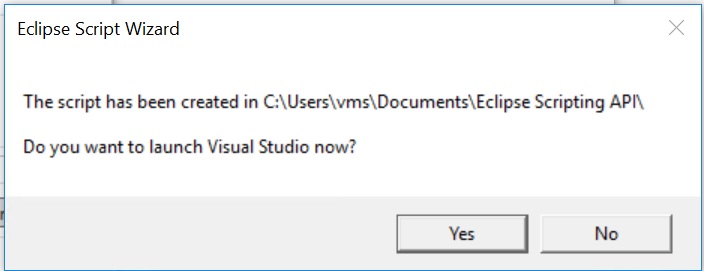 Eclipse Script Wizard
The script has been created in C:\Users\vms\Documents\Eclipse Scripting API\
Do you want to launch Visual Studio now?
Yes
No